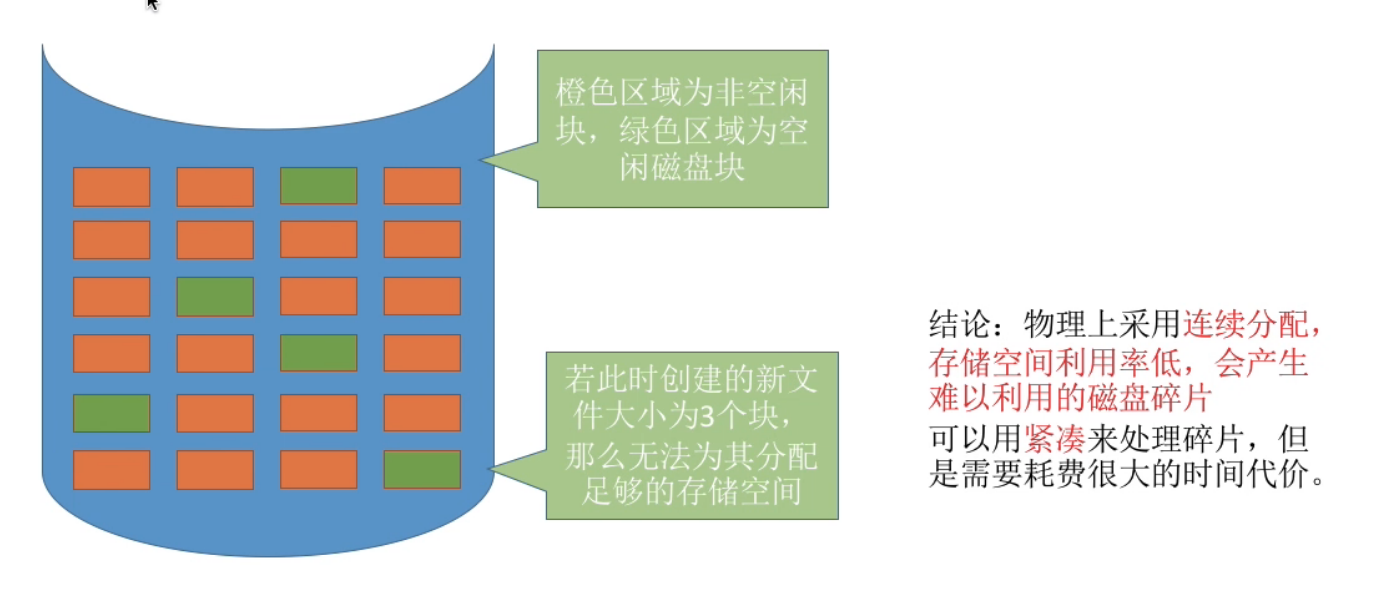 橙色区域为非空闲
块，绿色区域为空
闲磁盘块
若此时创建的新文
件大小为3个块，
那么无法为其分配
足够的存储空间
结论：物理上采用连续分配，
存储空间利用率低，会产生
难以利用的磁盘碎片
可以用紧凑来处理碎片，但
是需要耗费很大的时间代价。